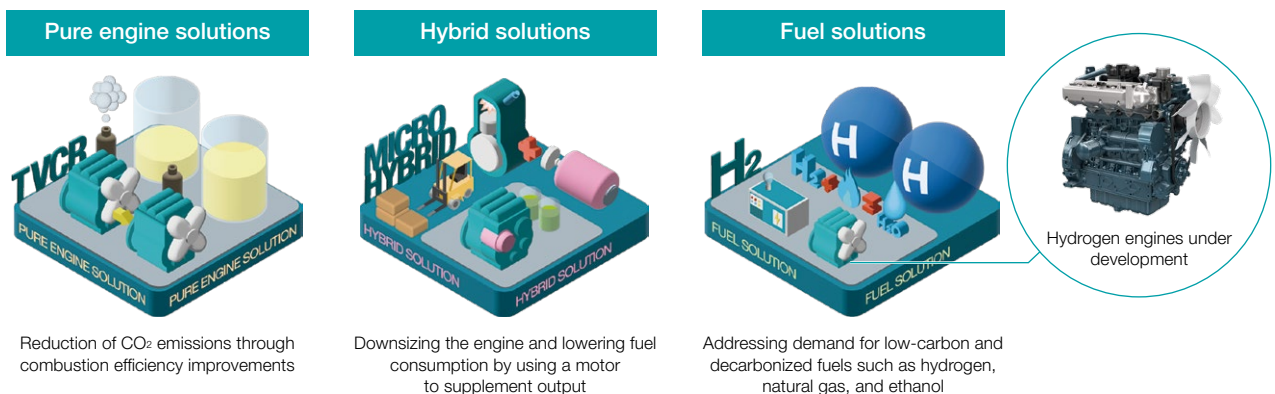 Pure engine solutions
TVCR
PURE ENGINE SOLUTION
PURE ENGINE SOLUTION
Reduction of CO₂ emissions through
combustion efficiency improvements
Hybrid solutions
MICRO
HYBRID
HYBRID SOLUTION
HYBRID SOLUTION
Downsizing the engine and lowering fuel
consumption by using a motor
to supplement output
Fuel solutions
H₂
H
H
FUEL SOLUTION
FUEL SOLUTION
Addressing demand for low-carbon and
decarbonized fuels such as hydrogen,
natural gas, and ethanol
Hydrogen engines under
development